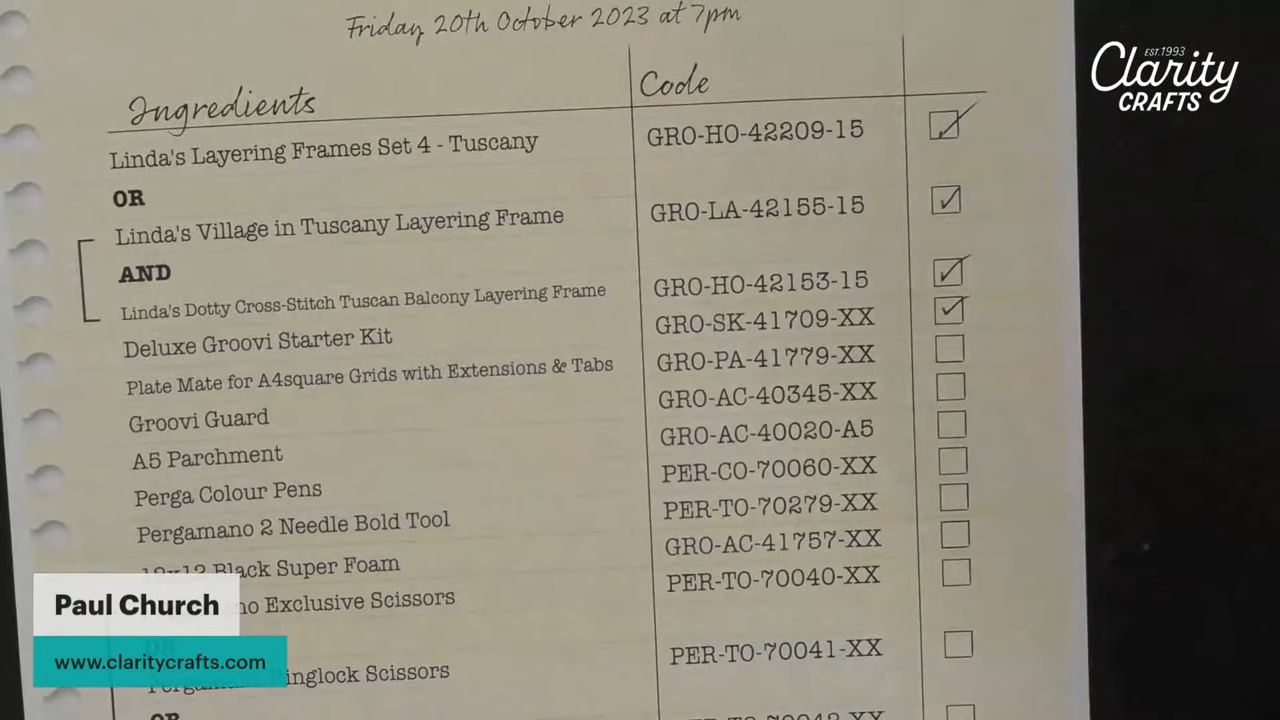 Friday 20th October 2023 at 7pm
EST.1993
Clarity
CRAFTS
Ingredients Code
Linda's Layering Frames Set 4 - Tuscany GRO-HO-42209-15
OR
Linda's Village in Tuscany Layering Frame GRO-LA-42155-15
AND
Linda's Dotty Cross-Stitch Tuscan Balcony Layering Frame GRO-HO-42153-15
Deluxe Groovi Starter Kit GRO-SK-41709-XX
Plate Mate for A4square Grids with Extensions & Tabs GRO-PA-41779-XX
Groovi Guard GRO-AC-40345-XX
A5 Parchment GRO-AC-40020-A5
Perga Colour Pens PER-CO-70060-XX
Pergamano 2 Needle Bold Tool PER-TO-70279-XX
Black Super Foam GRO-AC-41757-XX
Exclusive Scissors PER-TO-70040-XX
Scissors PER-TO-70041-XX
OR
Paul Church
www.claritycrafts.com